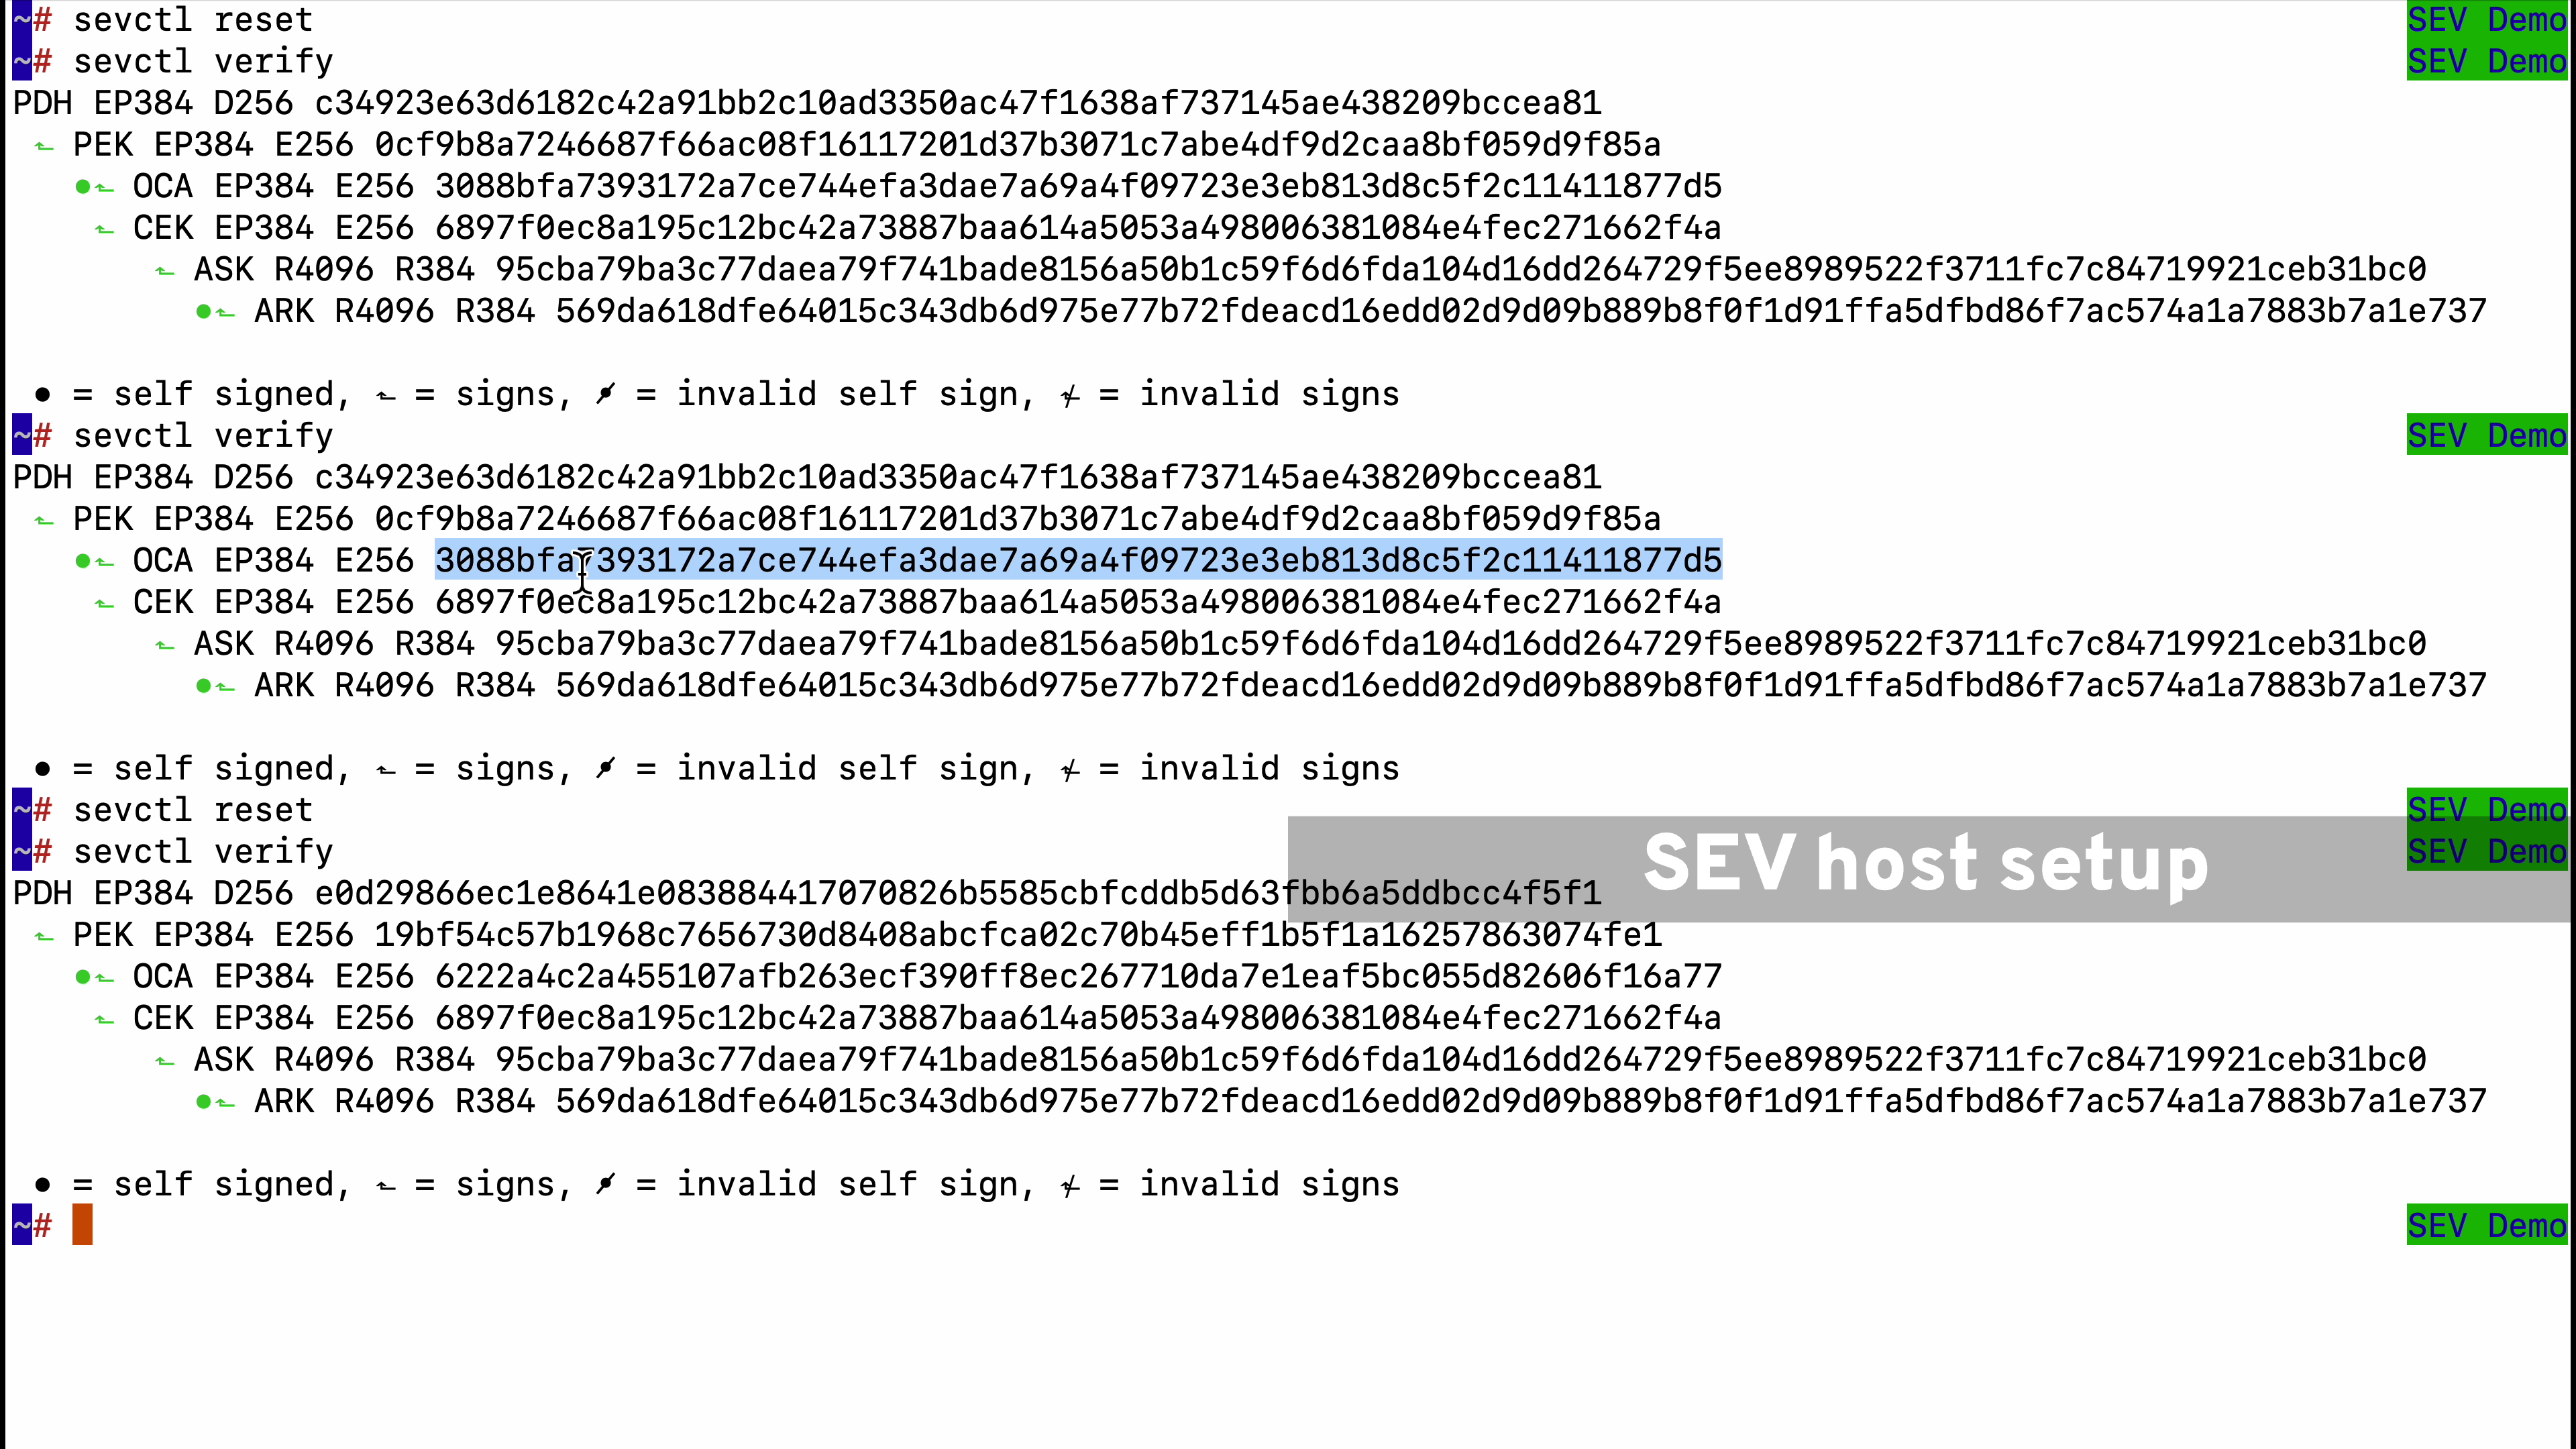 ~# sevctl reset SEV Demo
~# sevctl verify SEV Demo
PDH EP384 D256 c34923e63d6182c42a91bb2c10ad3350ac47f1638af737145ae438209bccea81
⬑ PEK EP384 E256 0cf9b8a7246687f66ac08f16117201d37b3071c7abe4df9d2caa8bf059d9f85a
●⬑ OCA EP384 E256 3088bfa7393172a7ce744efa3dae7a69a4f09723e3eb813d8c5f2c11411877d5
⬑ CEK EP384 E256 6897f0ec8a195c12bc42a73887baa614a5053a498006381084e4fec271662f4a
⬑ ASK R4096 R384 95cba79ba3c77daea79f741bade8156a50b1c59f6d6fda104d16dd264729f5ee8989522f3711fc7c84719921ceb31bc0
●⬑ ARK R4096 R384 569da618dfe64015c343db6d975e77b72fdeacd16edd02d9d09b889b8f0f1d91ffa5dfbd86f7ac574a1a7883b7a1e737
● = self signed, ⬑ = signs, •̷ = invalid self sign, ⬑̸ = invalid signs
~# sevctl verify SEV Demo
PDH EP384 D256 c34923e63d6182c42a91bb2c10ad3350ac47f1638af737145ae438209bccea81
⬑ PEK EP384 E256 0cf9b8a7246687f66ac08f16117201d37b3071c7abe4df9d2caa8bf059d9f85a
●⬑ OCA EP384 E256 3088bfa7393172a7ce744efa3dae7a69a4f09723e3eb813d8c5f2c11411877d5
⬑ CEK EP384 E256 6897f0ec8a195c12bc42a73887baa614a5053a498006381084e4fec271662f4a
⬑ ASK R4096 R384 95cba79ba3c77daea79f741bade8156a50b1c59f6d6fda104d16dd264729f5ee8989522f3711fc7c84719921ceb31bc0
●⬑ ARK R4096 R384 569da618dfe64015c343db6d975e77b72fdeacd16edd02d9d09b889b8f0f1d91ffa5dfbd86f7ac574a1a7883b7a1e737
● = self signed, ⬑ = signs, •̷ = invalid self sign, ⬑̸ = invalid signs
~# sevctl reset SEV Demo
~# sevctl verify SEV Demo
SEV host setup
PDH EP384 D256 e0d29866ec1e8641e083884417070826b5585cbfcddb5d63fbb6a5ddbcc4f5f1
⬑ PEK EP384 E256 19bf54c57b1968c7656730d8408abcfca02c70b45eff1b5f1a16257863074fe1
●⬑ OCA EP384 E256 6222a4c2a455107afb263ecf390ff8ec267710da7e1eaf5bc055d82606f16a77
⬑ CEK EP384 E256 6897f0ec8a195c12bc42a73887baa614a5053a498006381084e4fec271662f4a
⬑ ASK R4096 R384 95cba79ba3c77daea79f741bade8156a50b1c59f6d6fda104d16dd264729f5ee8989522f3711fc7c84719921ceb31bc0
●⬑ ARK R4096 R384 569da618dfe64015c343db6d975e77b72fdeacd16edd02d9d09b889b8f0f1d91ffa5dfbd86f7ac574a1a7883b7a1e737
● = self signed, ⬑ = signs, •̷ = invalid self sign, ⬑̸ = invalid signs
~# SEV Demo